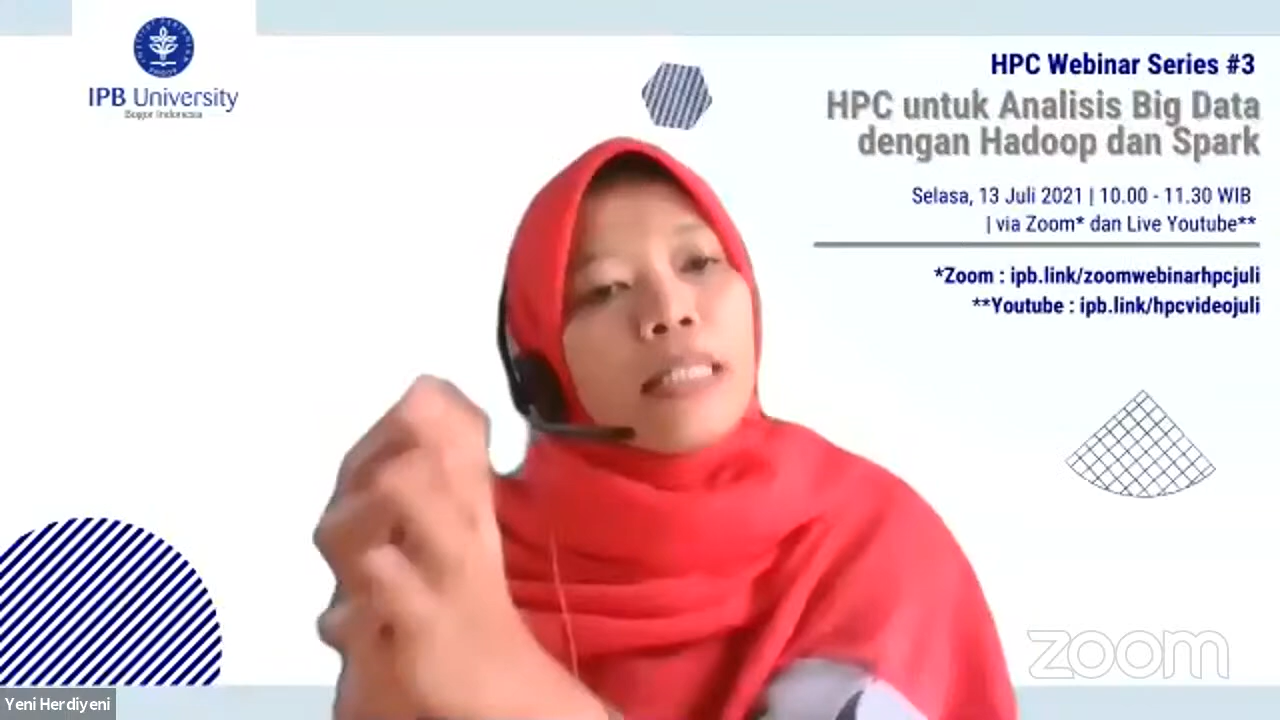 IPB University
Bogor Indonesia
HPC Webinar Series #3
HPC untuk Analisis Big Data
dengan Hadoop dan Spark
Selasa, 13 Juli 2021 | 10.00 - 11.30 WIB
| via Zoom* dan Live Youtube**
*Zoom : ipb.link/zoomwebinarhpcjuli
**Youtube : ipb.link/hpcvideojuli
zoom
Yeni Herdiyeni